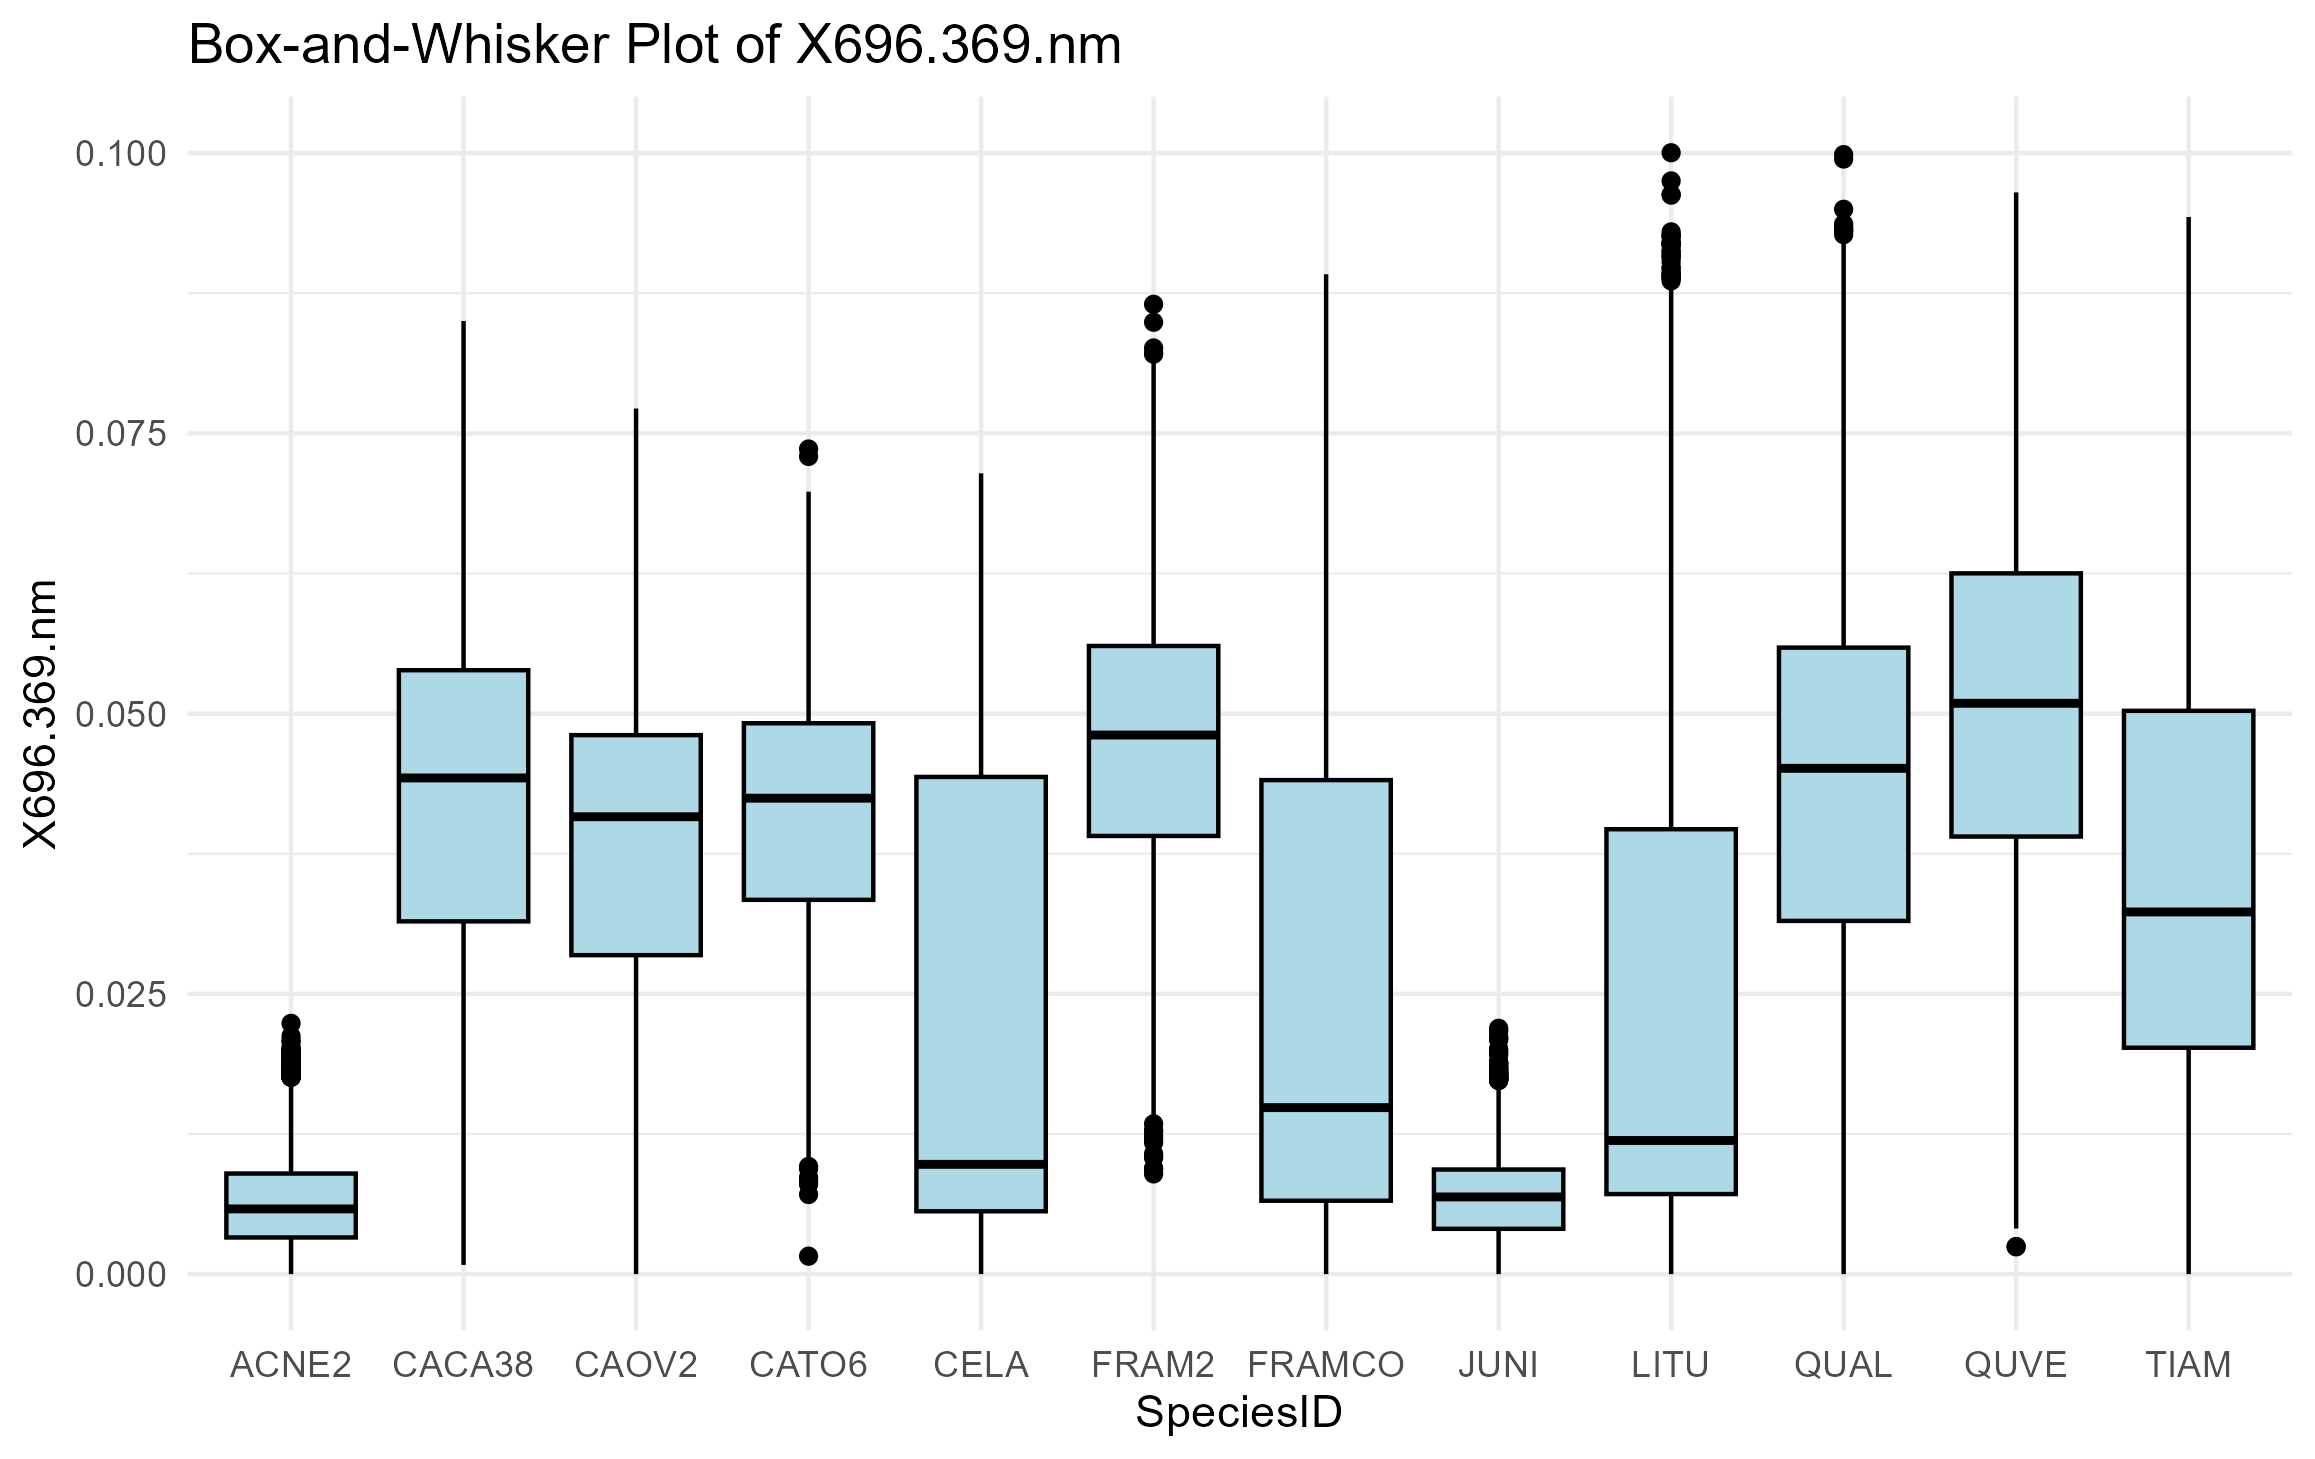 Box-and-Whisker Plot of X696.369.nm
X696.369.nm
0.100
0.075
0.050
0.025
0.000
ACNE2 CACA38 CAOV2 CATO6 CELA FRAM2 FRAMCO JUNI LITU QUAL QUVE TIAM
SpeciesID